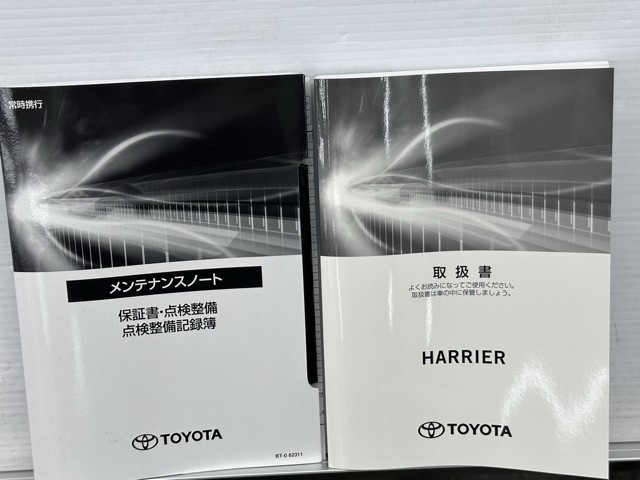 常時携行
メンテナンスノート
保証書・点検整備
点検整備記録簿
TOYOTA
BT-0 62311
取扱書
よくお読みになってご使用ください。
取扱書は車の中に保管しましょう。
HARRIER
TOYOTA